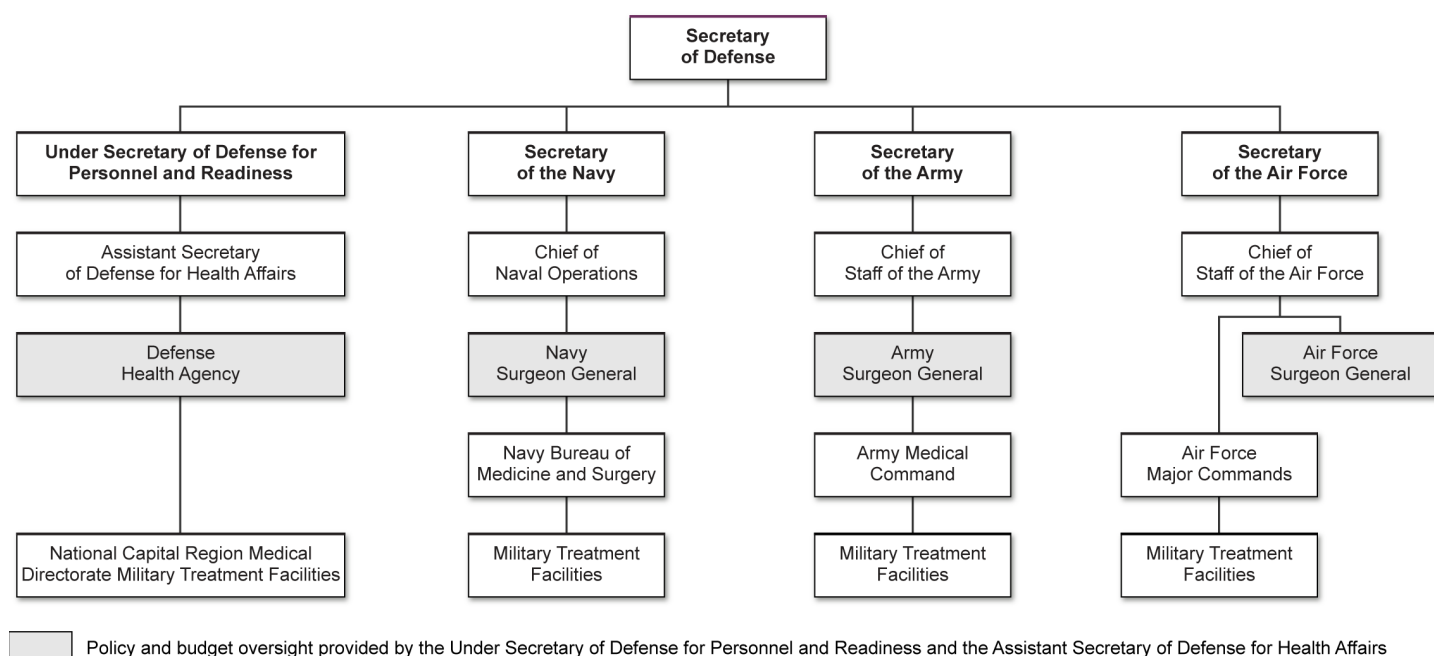 Secretary
of Defense
Under Secretary of Defense for
Personnel and Readiness
Secretary
of the Navy
Secretary
of the Army
Secretary
of the Air Force
Assistant Secretary
of Defense for Health Affairs
Chief of
Naval Operations
Chief of
Staff of the Army
Chief of
Staff of the Air Force
Defense
Health Agency
Navy
Surgeon General
Army
Surgeon General
Air Force
Surgeon General
Navy Bureau of
Medicine and Surgery
Army Medical
Command
Air Force
Major Commands
National Capital Region Medical
Directorate Military Treatment Facilities
Military Treatment
Facilities
Military Treatment
Facilities
Military Treatment
Facilities
Policy and budget oversight provided by the Under Secretary of Defense for Personnel and Readiness and the Assistant Secretary of Defense for Health Affairs